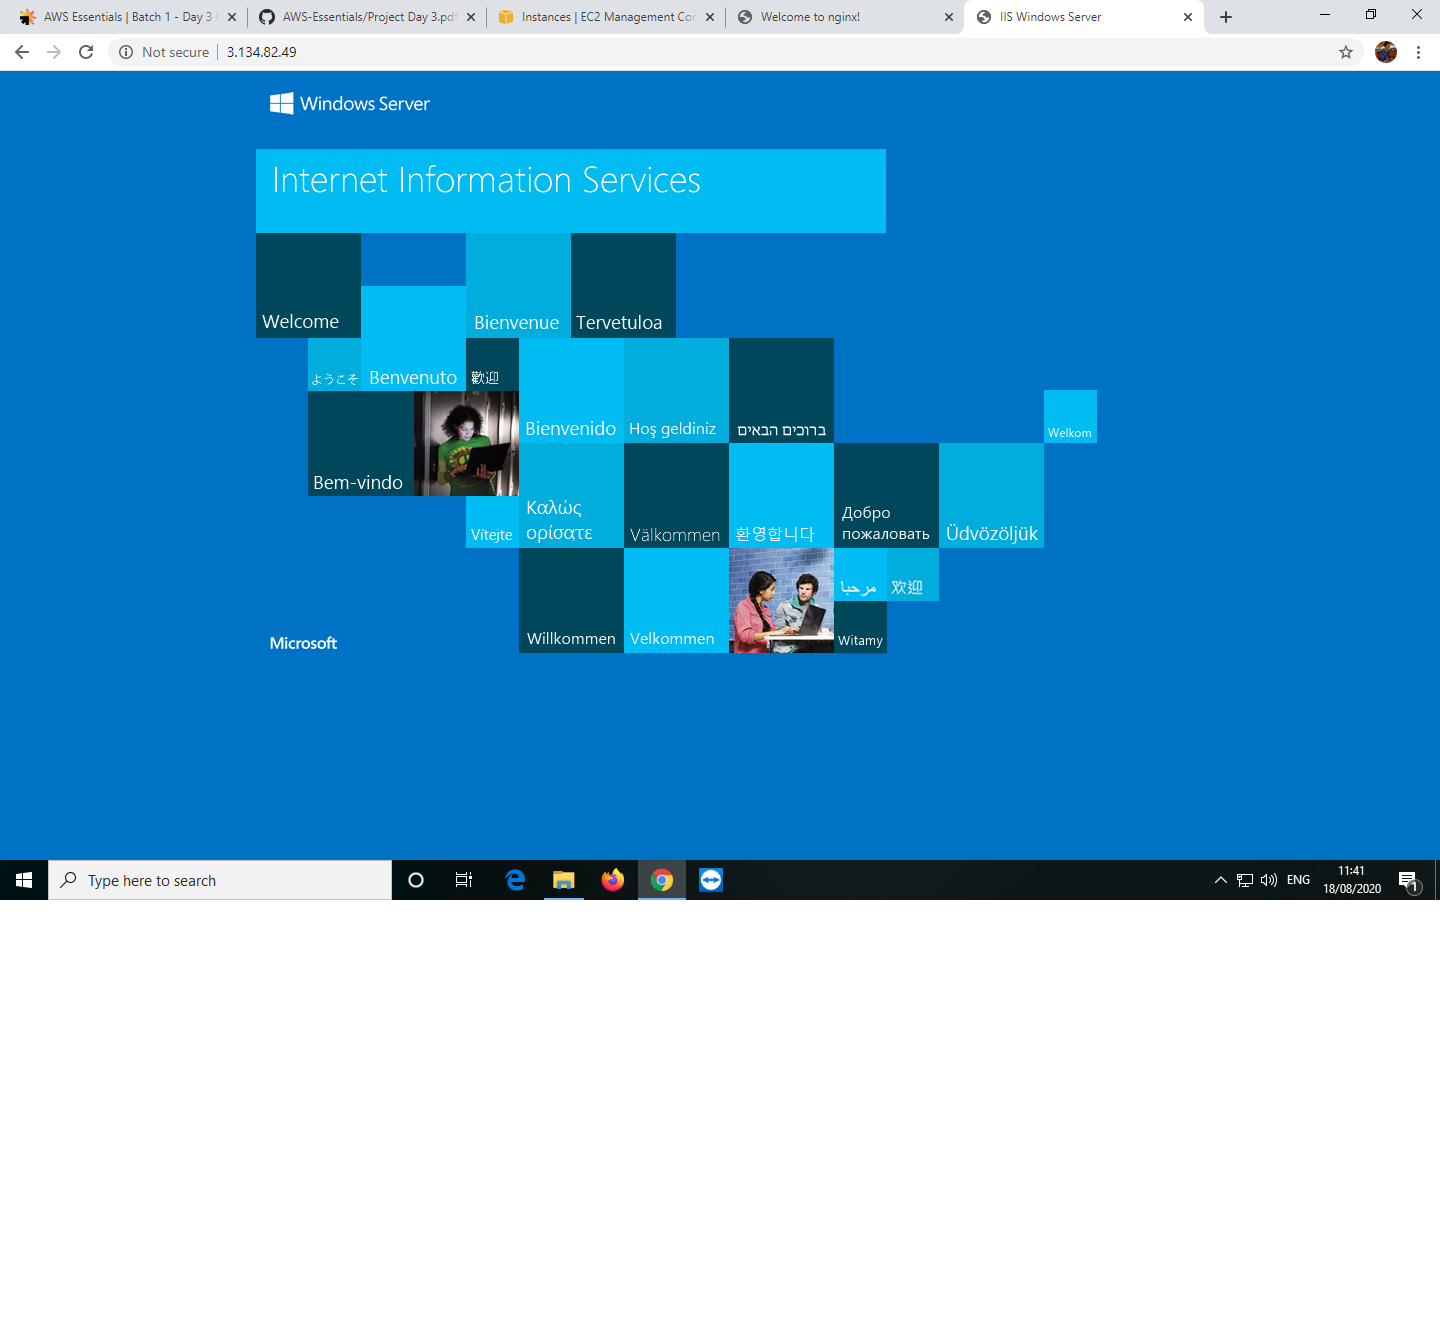 AWS Essentials | Batch 1 - Day 3
AWS-Essentials/Project Day 3.pdf
Instances | EC2 Management Con
Welcome to nginx!
IIS Windows Server
Not secure
3.134.82.49
Windows Server
Internet Information Services
Welcome
Bienvenue
Tervetuloa
ようこそ
Benvenuto
歡迎
Bienvenido
Hoş geldiniz
ברוכים הבאים
Welkom
Bem-vindo
Vítejte
Καλώς
ορίσατε
Välkommen
환영합니다
Добро
пожаловать
Üdvözöljük
مرحبا
欢迎
Willkommen
Velkommen
Witamy
Microsoft
Type here to search
ENG
11:41
18/08/2020
1